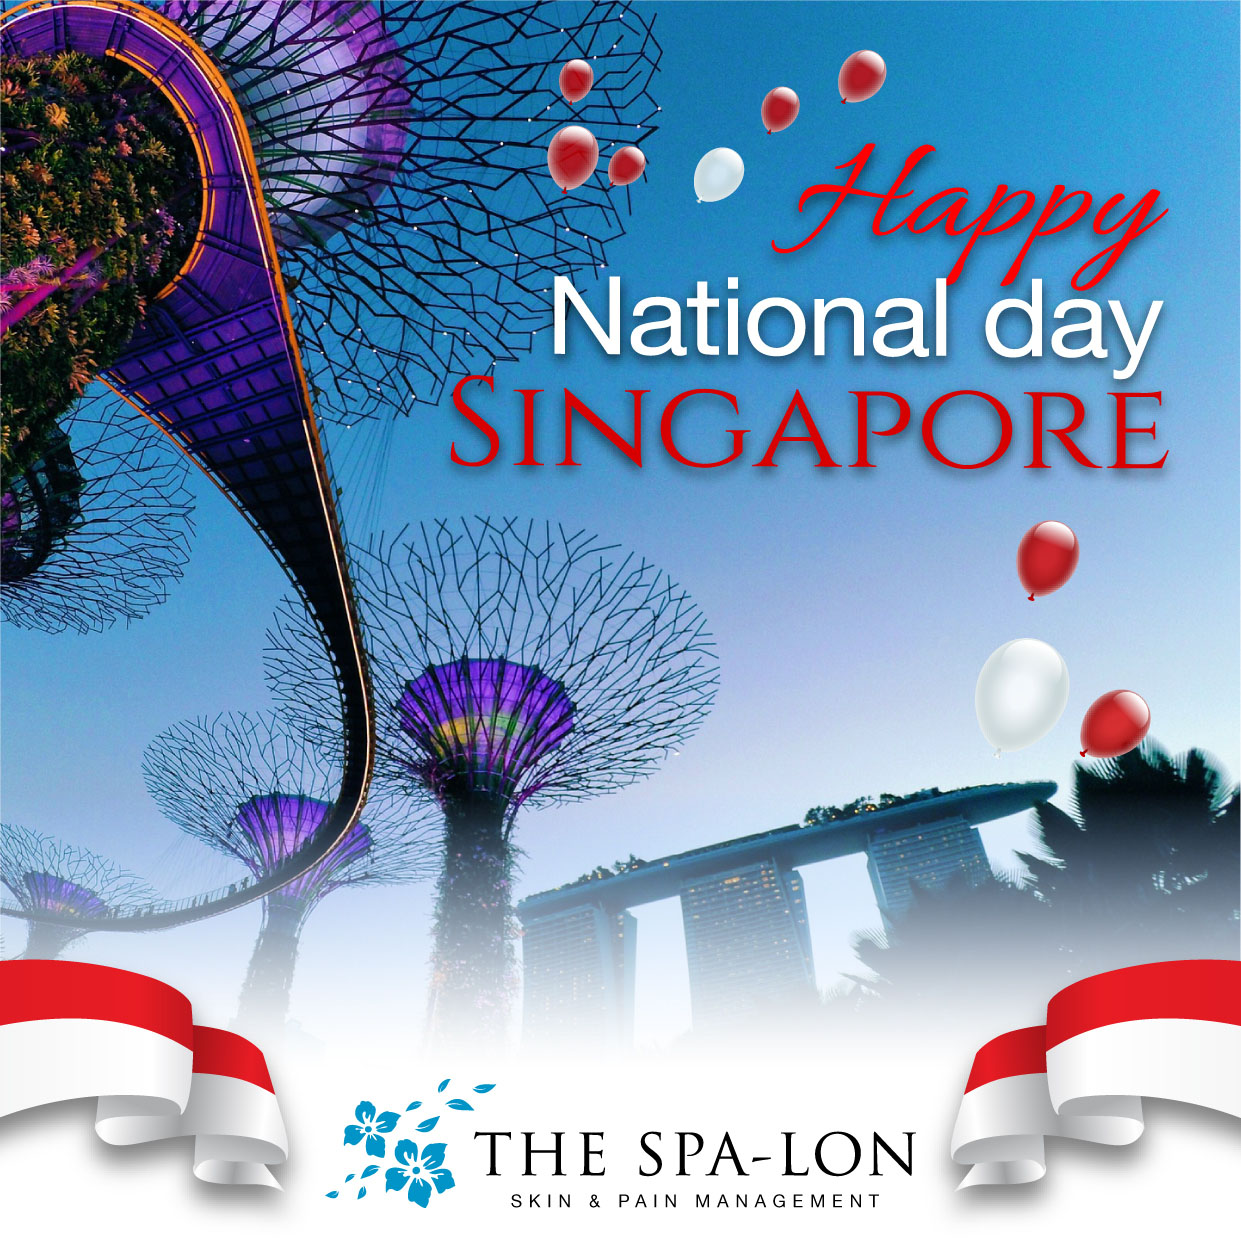 Happy
National day
SINGAPORE
THE SPA-LON
SKIN & PAIN MANAGEMENT